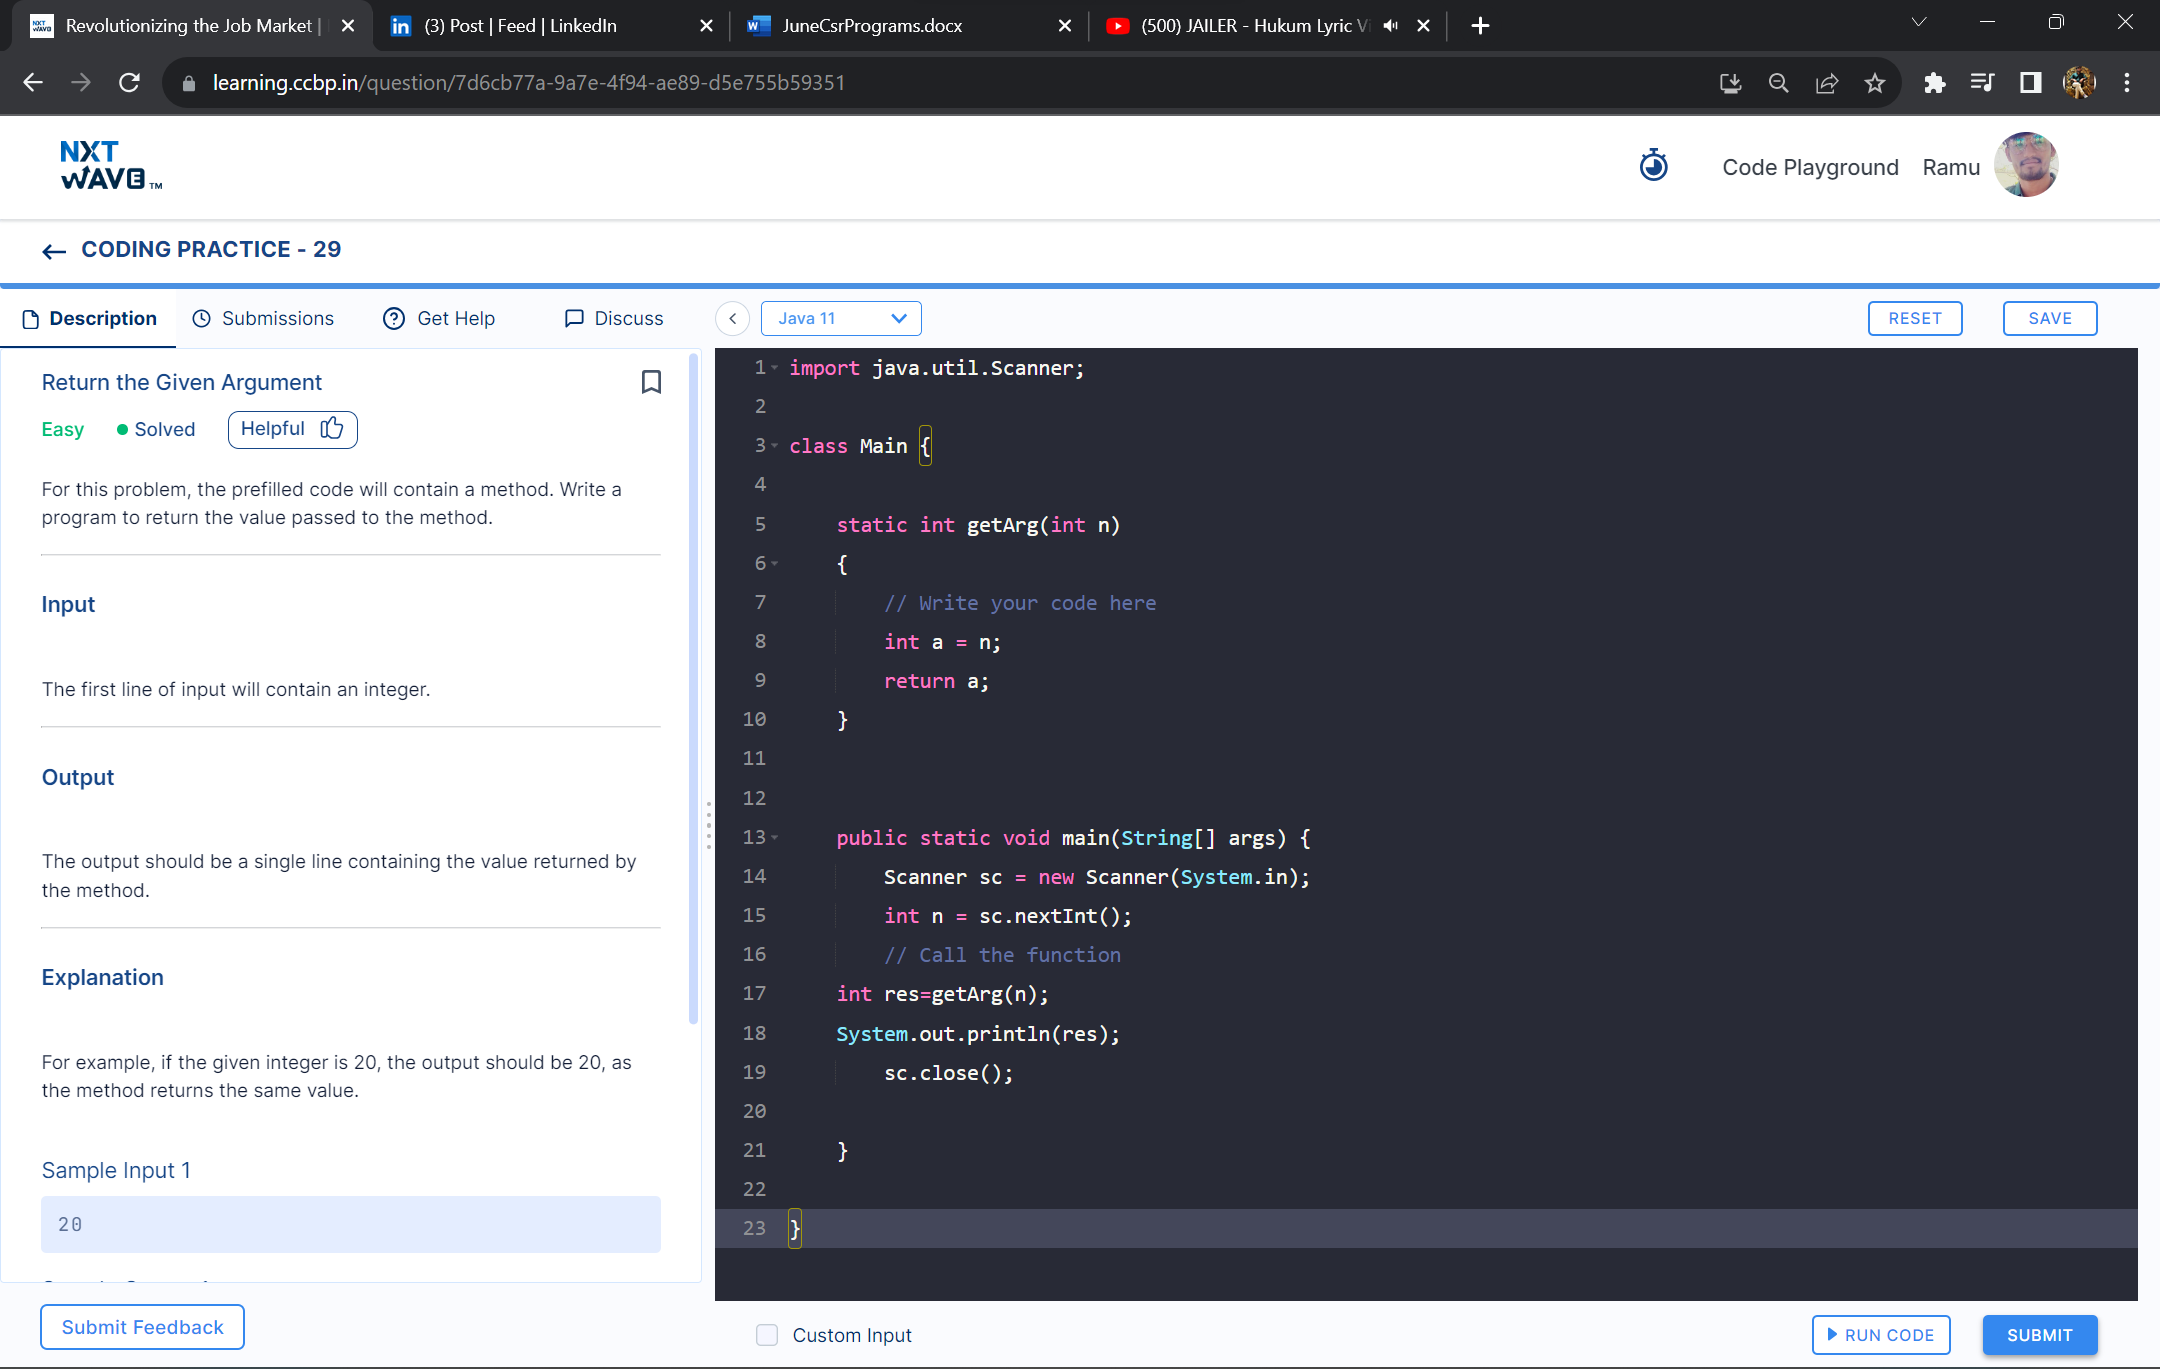 Revolutionizing the Job Market |
(3) Post | Feed | LinkedIn
JuneCsrPrograms.docx
(500) JAILER - Hukum Lyric Vi
learning.ccbp.in/question/7d6cb77a-9a7e-4f94-ae89-d5e755b59351
NXT
WAVE TM
Code Playground
Ramu
CODING PRACTICE - 29
Description
Submissions
Get Help
Discuss
Java 11
RESET
SAVE
Return the Given Argument
Easy
Solved
Helpful
For this problem, the prefilled code will contain a method. Write a
program to return the value passed to the method.
Input
The first line of input will contain an integer.
Output
The output should be a single line containing the value returned by
the method.
Explanation
For example, if the given integer is 20, the output should be 20, as
the method returns the same value.
Sample Input 1
20
Submit Feedback
1 import java.util.Scanner;
2
3 class Main {
4
5 static int getArg(int n)
6 {
7 // Write your code here
8 int a = n;
9 return a;
10 }
11
12
13 public static void main(String[] args) {
14 Scanner sc = new Scanner(System.in);
15 int n = sc.nextInt();
16 // Call the function
17 int res=getArg(n);
18 System.out.println(res);
19 sc.close();
20
21 }
22
23 }
Custom Input
RUN CODE
SUBMIT